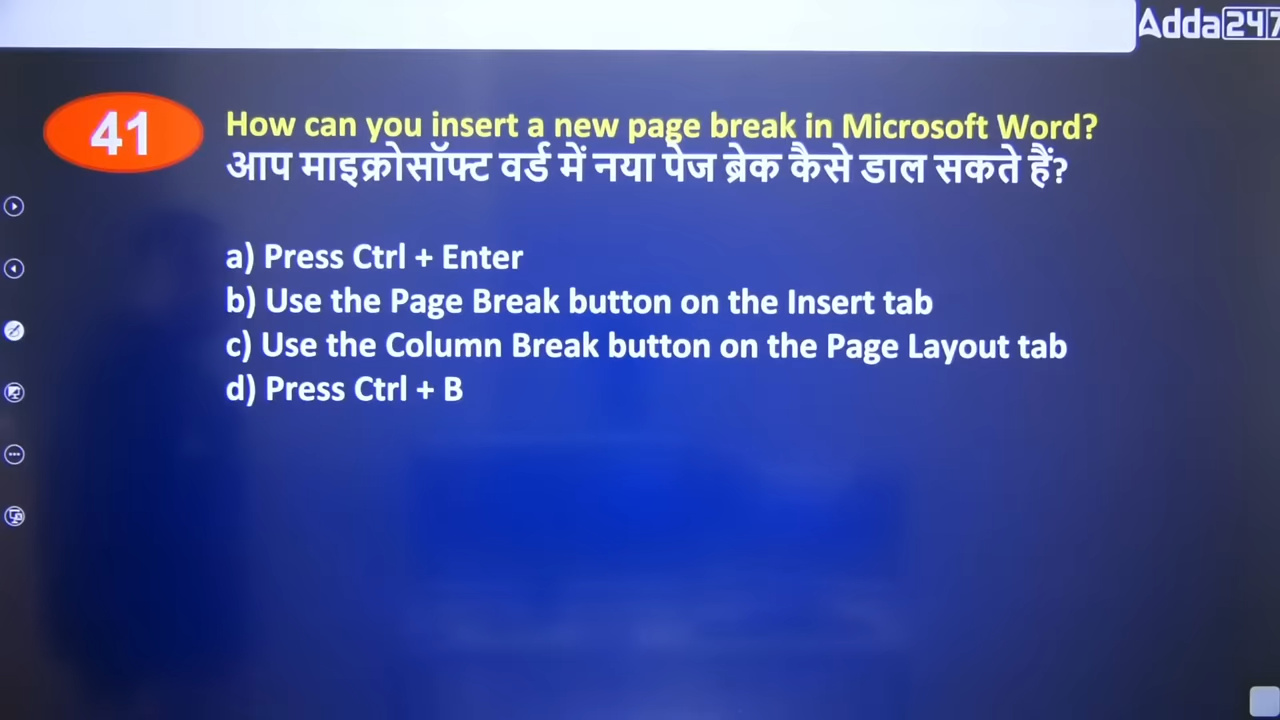 Adda247
41
How can you insert a new page break in Microsoft Word?
आप माइक्रोसॉफ्ट वर्ड में नया पेज ब्रेक कैसे डाल सकते हैं?
a) Press Ctrl + Enter
b) Use the Page Break button on the Insert tab
c) Use the Column Break button on the Page Layout tab
d) Press Ctrl + B